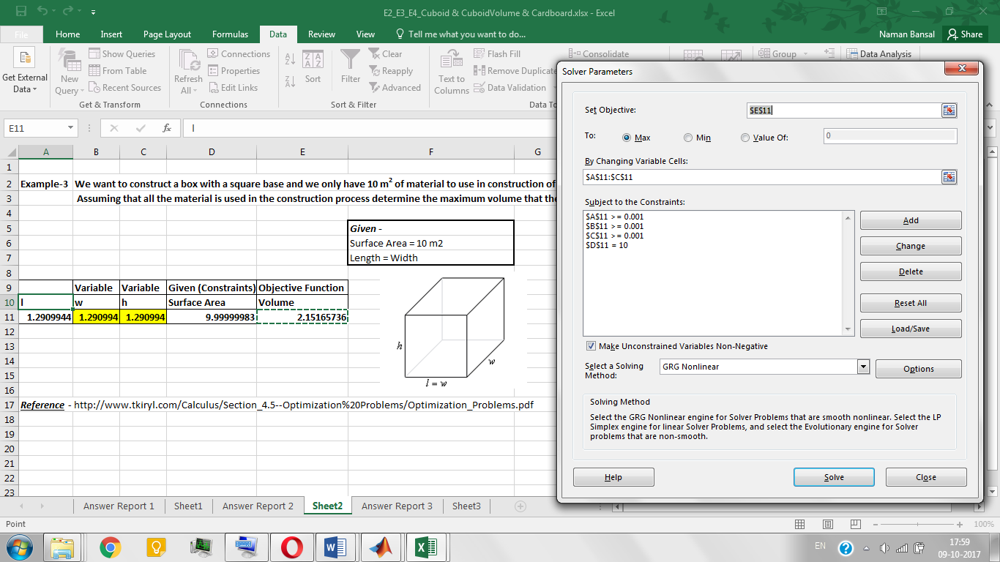 E2_E3_E4_Cuboid & CuboidVolume & Cardboard.xlsx - Excel
File Home Insert Page Layout Formulas Data Review View Tell me what you want to do... Naman Bansal Share
Get External Data
New Query
Show Queries
From Table
Recent Sources
Get & Transform
Refresh All
Connections
Properties
Edit Links
Connections
Sort
Filter
Clear
Reapply
Advanced
Sort & Filter
Text to Columns
Flash Fill
Remove Duplicate
Data Validation
Data To
Consolidate
Group
Data Analysis
E11
fx
l
A B C D E F G
1
2 Example-3 We want to construct a box with a square base and we only have 10 m2 of material to use in construction of
3 Assuming that all the material is used in the construction process determine the maximum volume that the
4
5 Given -
6 Surface Area = 10 m2
7 Length = Width
8
9 Variable Variable Given (Constraints) Objective Function
10 l w h Surface Area Volume
11 1.2909944 1.290994 1.290994 9.99999983 2.15165736
12
13
14
15
16
h
w
l = w
17 Reference - http://www.tkiryl.com/Calculus/Section_4.5--Optimization%20Problems/Optimization_Problems.pdf
18
19
20
21
22
23
Answer Report 1 Sheet1 Answer Report 2 Sheet2 Answer Report 3 Sheet3
Point
100%
Solver Parameters
Set Objective: $E$11
To: Max Min Value Of: 0
By Changing Variable Cells:
$A$11:$C$11
Subject to the Constraints:
$A$11 >= 0.001
$B$11 >= 0.001
$C$11 >= 0.001
$D$11 = 10
Add
Change
Delete
Reset All
Load/Save
Make Unconstrained Variables Non-Negative
Select a Solving Method:
GRG Nonlinear
Options
Solving Method
Select the GRG Nonlinear engine for Solver Problems that are smooth nonlinear. Select the LP
Simplex engine for linear Solver Problems, and select the Evolutionary engine for Solver
problems that are non-smooth.
Help
Solve
Close
EN
17:59
09-10-2017